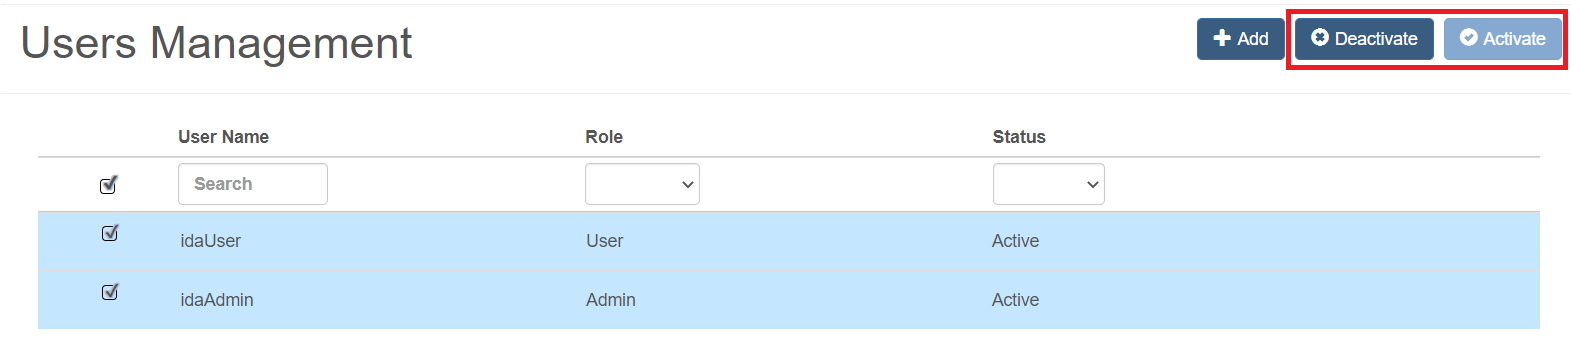 Users Management
Add Deactivate Activate
User Name Role Status
Search
idaUser User Active
idaAdmin Admin Active